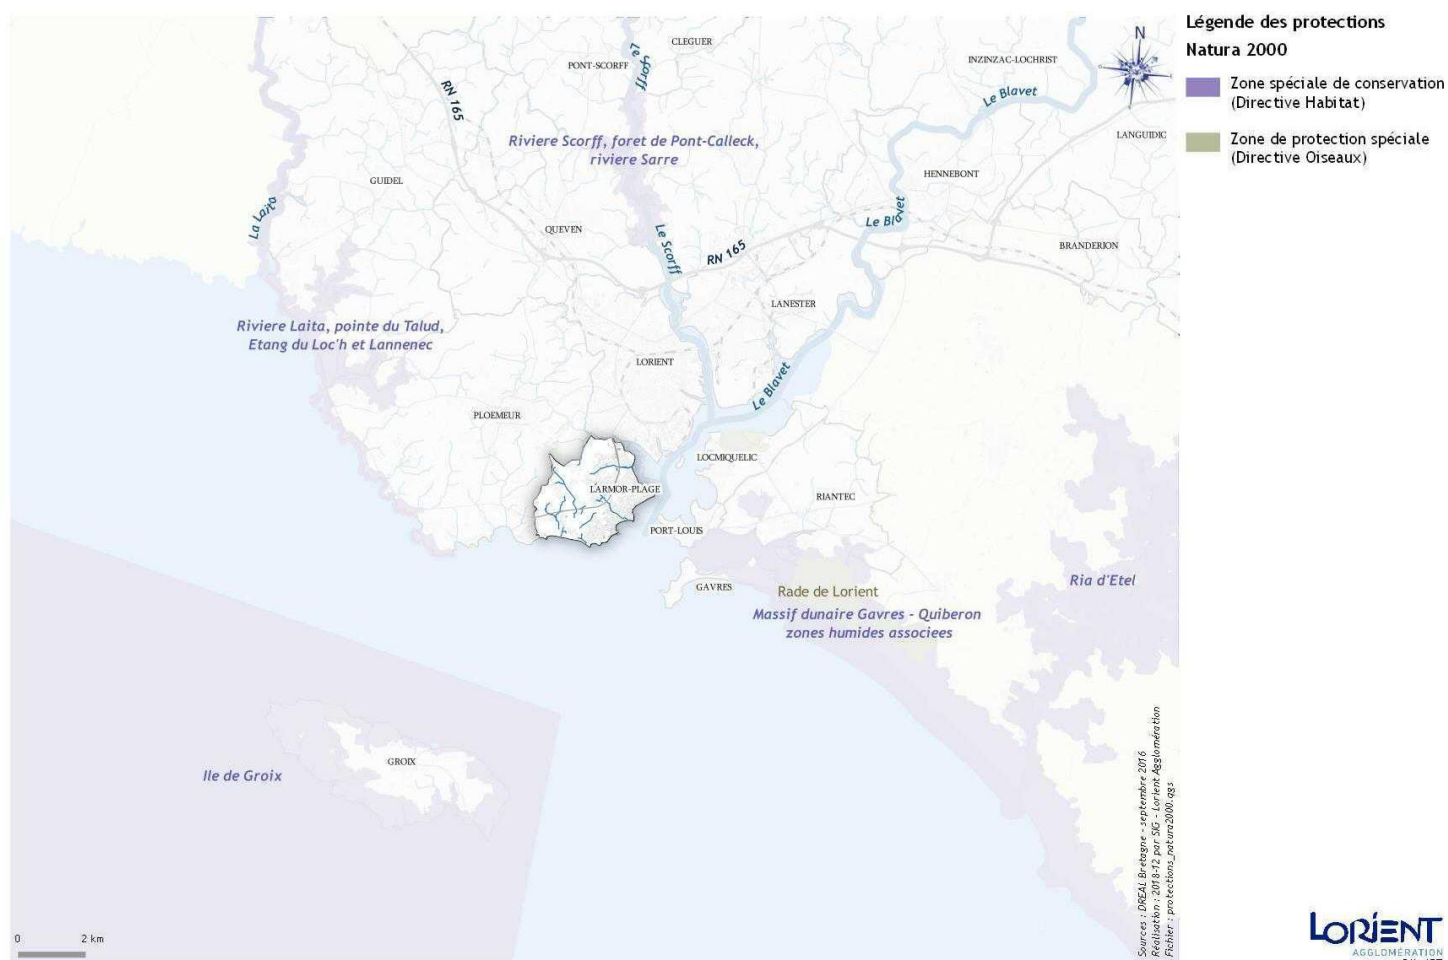 Légende des protections
Natura 2000
Zone spéciale de conservation
(Directive Habitat)
Zone de protection spéciale
(Directive Oiseaux)
N
CLEGUER
PONT-SCORFF
Le Scorff
INZINZAC-LOCHRIST
Le Blavet
RN 165
LANGUIDIC
Riviere Scorff, foret de Pont-Calleck,
riviere Sarre
GUIDEL
HENNEBONT
La Laita
Le Blavet
QUEVEN
Le Scorff
RN 165
BRANDERION
LANESTER
Riviere Laita, pointe du Talud,
Etang du Loc'h et Lannenec
LORIENT
Le Blavet
PLOEMEUR
LOCMIQUELIC
LARMOR-PLAGE
RIANTEC
PORT-LOUIS
GAVRES
Rade de Lorient
Ria d'Etel
Massif dunaire Gavres - Quiberon
zones humides associees
GROIX
Ile de Groix
Sources : DREAL Bretagne - septembre 2016
Réalisation : 2018-12 par SIG - Lorient Agglomération
Fichier : protections_natura2000.qgs
0 2 km
LORIENT
AGGLOMÉRATION